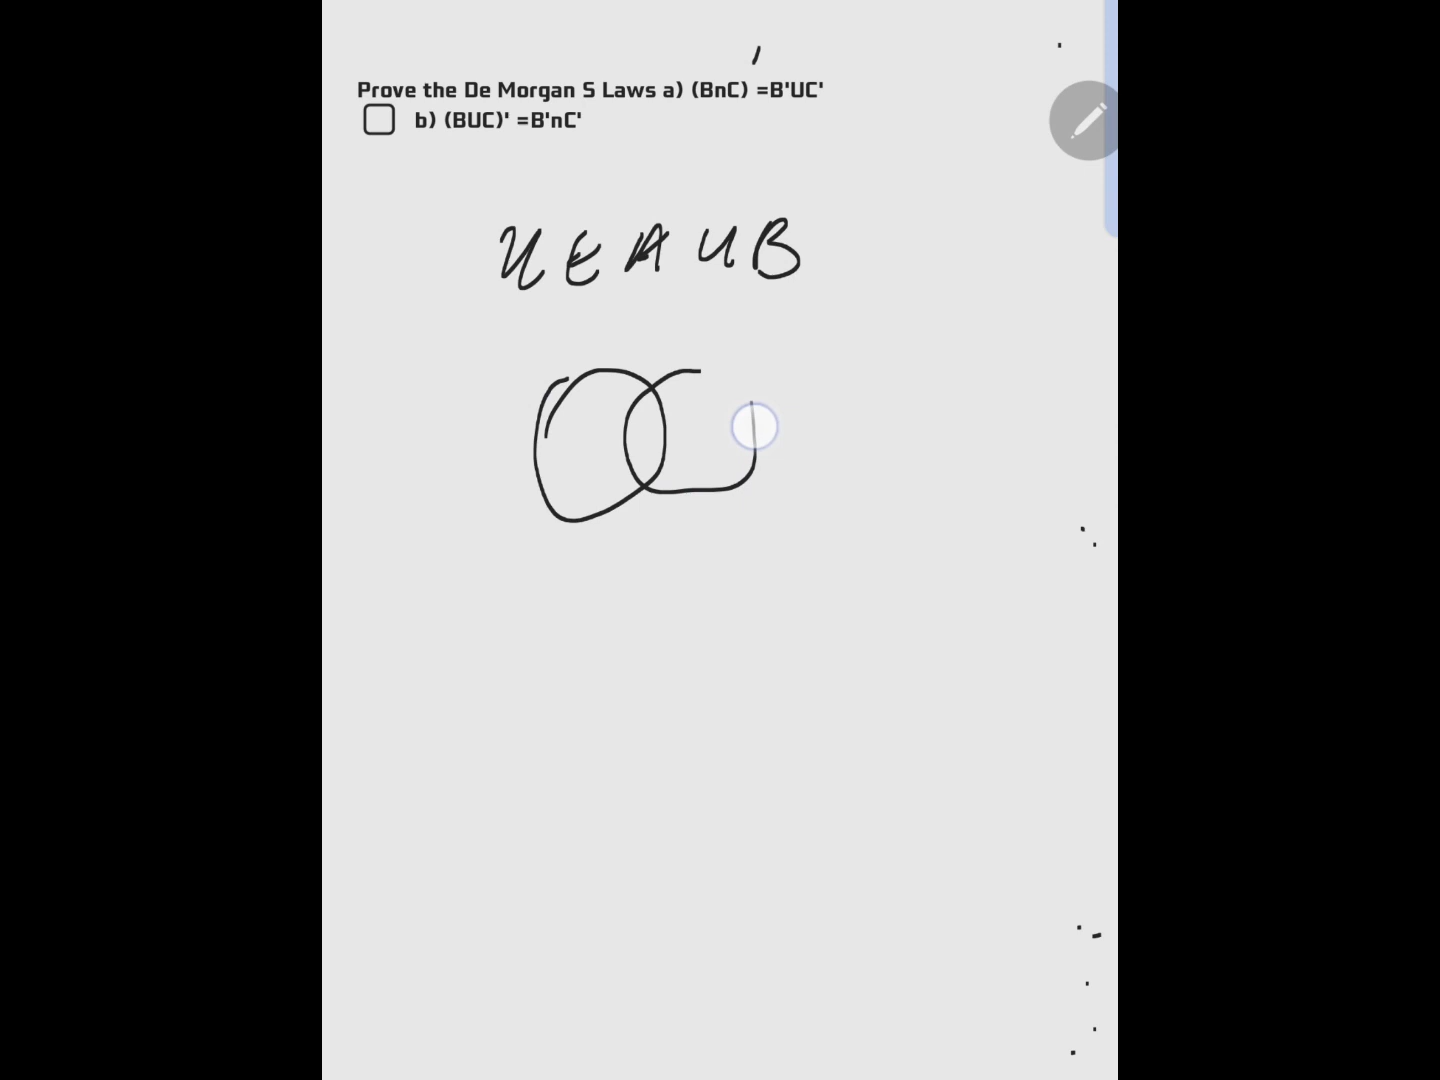 Prove the De Morgan S Laws a) (BnC)' =B'UC'
b) (BUC)' =B'nC'
x ∈ A U B